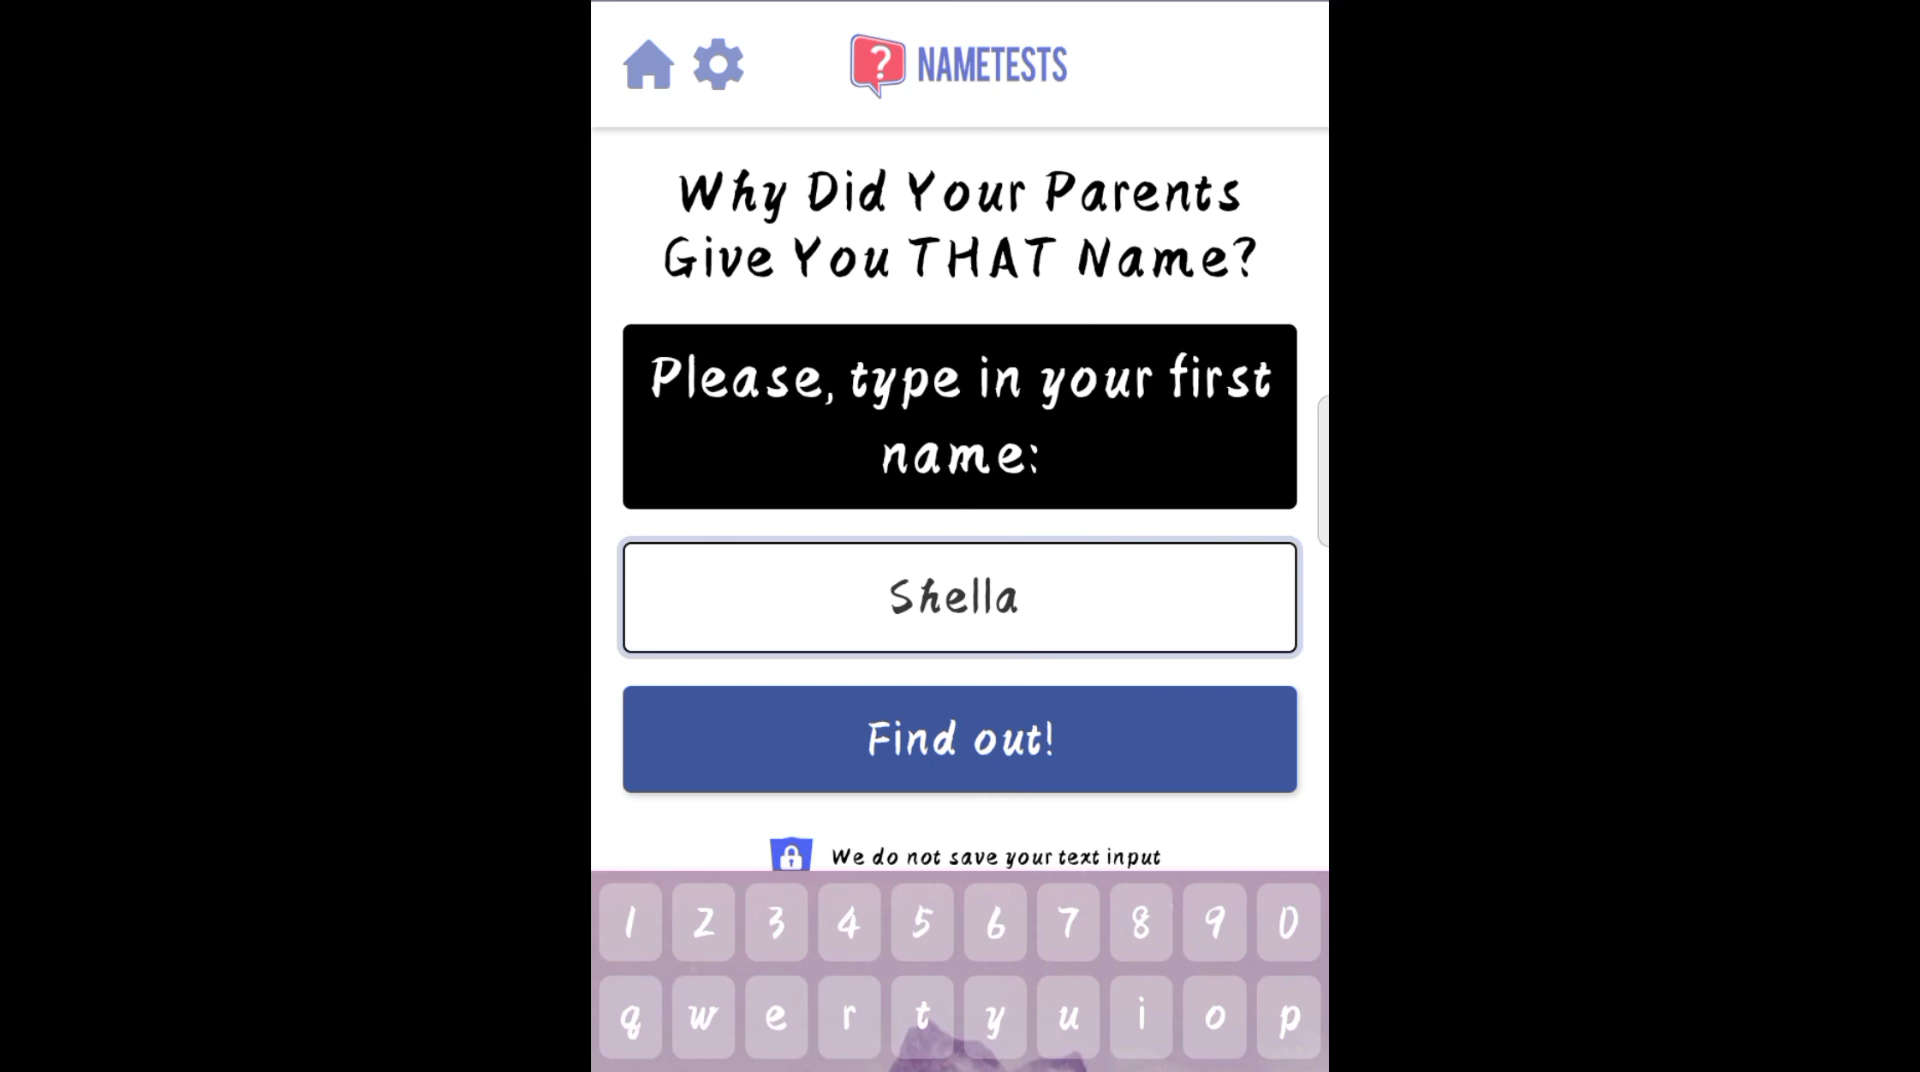 ? NAMETESTS
Why Did Your Parents
Give You THAT Name?
Please, type in your first
name:
Shella
Find out!
We do not save your text input
1 2 3 4 5 6 7 8 9 0
q w e r t y u i o p